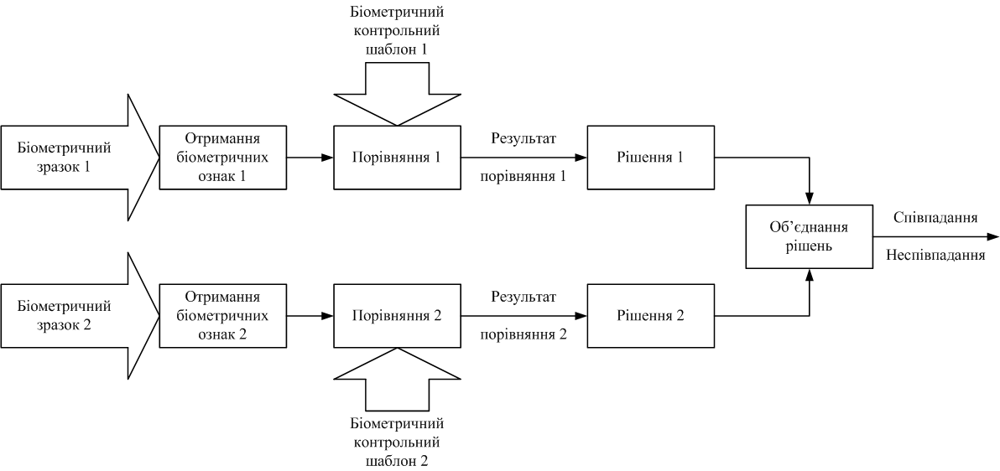 Біометричний
контрольний
шаблон 1
Біометричний
зразок 1
Отримання
біометричних
ознак 1
Порівняння 1
Результат
порівняння 1
Рішення 1
Об’єднання
рішень
Співпадання
Неспівпадання
Біометричний
зразок 2
Отримання
біометричних
ознак 2
Порівняння 2
Результат
порівняння 2
Рішення 2
Біометричний
контрольний
шаблон 2